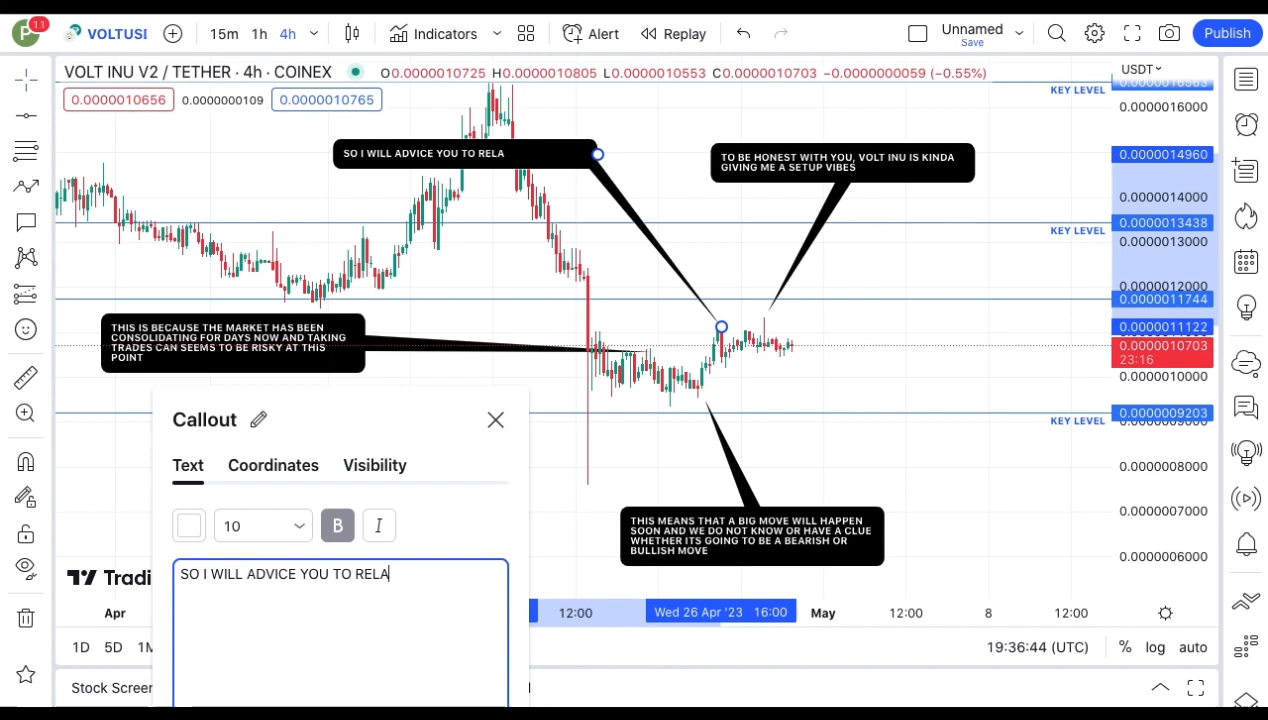 P
11
VOLTUSI
15m 1h 4h
Indicators
Alert
Replay
Unnamed
Save
Publish
VOLT INU V2 / TETHER · 4h · COINEX
O0.0000010725 H0.0000010805 L0.0000010553 C0.0000010703 −0.0000000059 (−0.55%)
USDT
0.0000010656
0.0000000109
0.0000010765
KEY LEVEL
0.0000016000
SO I WILL ADVICE YOU TO RELA
TO BE HONEST WITH YOU, VOLT INU IS KINDA
GIVING ME A SETUP VIBES
0.0000014960
0.0000014000
0.0000013438
KEY LEVEL
0.0000013000
0.0000012000
0.0000011744
THIS IS BECAUSE THE MARKET HAS BEEN
CONSOLIDATING FOR DAYS NOW AND TAKING
TRADES CAN SEEMS TO BE RISKY AT THIS
POINT
0.0000011122
0.0000010703
23:16
0.0000010000
0.0000009203
KEY LEVEL
0.0000009000
0.0000008000
0.0000007000
0.0000006000
Callout
Text Coordinates Visibility
10
B
I
SO I WILL ADVICE YOU TO RELA
THIS MEANS THAT A BIG MOVE WILL HAPPEN
SOON AND WE DO NOT KNOW OR HAVE A CLUE
WHETHER ITS GOING TO BE A BEARISH OR
BULLISH MOVE
Tradi
Apr
12:00
Wed 26 Apr '23 16:00
May
12:00
8
12:00
1D 5D 1M
19:36:44 (UTC)
% log auto
Stock Screen